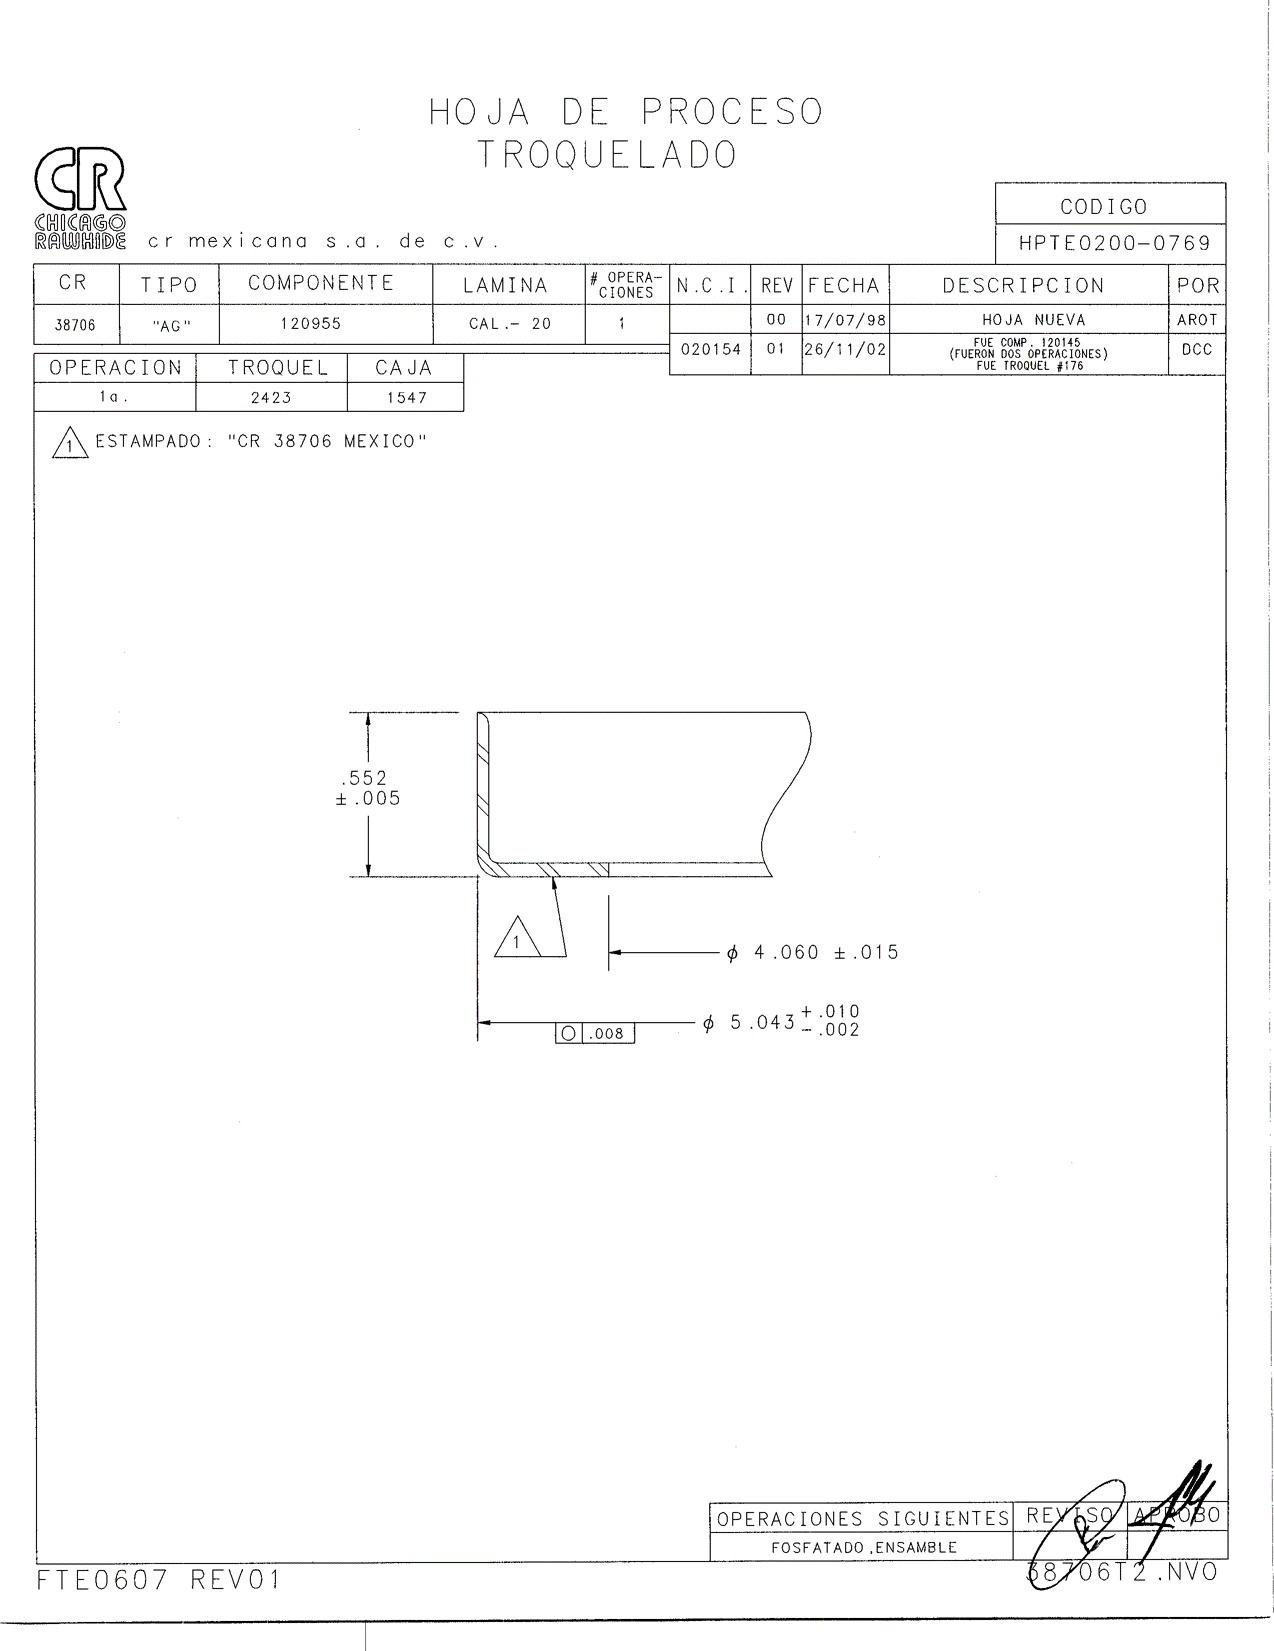 HOJA DE PROCESO
TROQUELADO
CR
CHICAGO
RAWHIDE
cr mexicana s.a. de c.v.
CODIGO
HPTE0200-0769
CR TIPO COMPONENTE LAMINA # OPERA-CIONES N.C.I. REV FECHA DESCRIPCION POR
38706 "AG" 120955 CAL.- 20 1 00 17/07/98 HOJA NUEVA AROT
020154 01 26/11/02 FUE COMP. 120145
(FUERON DOS OPERACIONES)
FUE TROQUEL #176
DCC
OPERACION TROQUEL CAJA
1a. 2423 1547
1 ESTAMPADO: "CR 38706 MEXICO"
.552
±.005
1
ϕ 4.060 ±.015
ϕ 5.043 +.010
-.002
.008
OPERACIONES SIGUIENTES REVISO APROBO
FOSFATADO,ENSAMBLE
FTE0607 REV01
38706T2.NVO